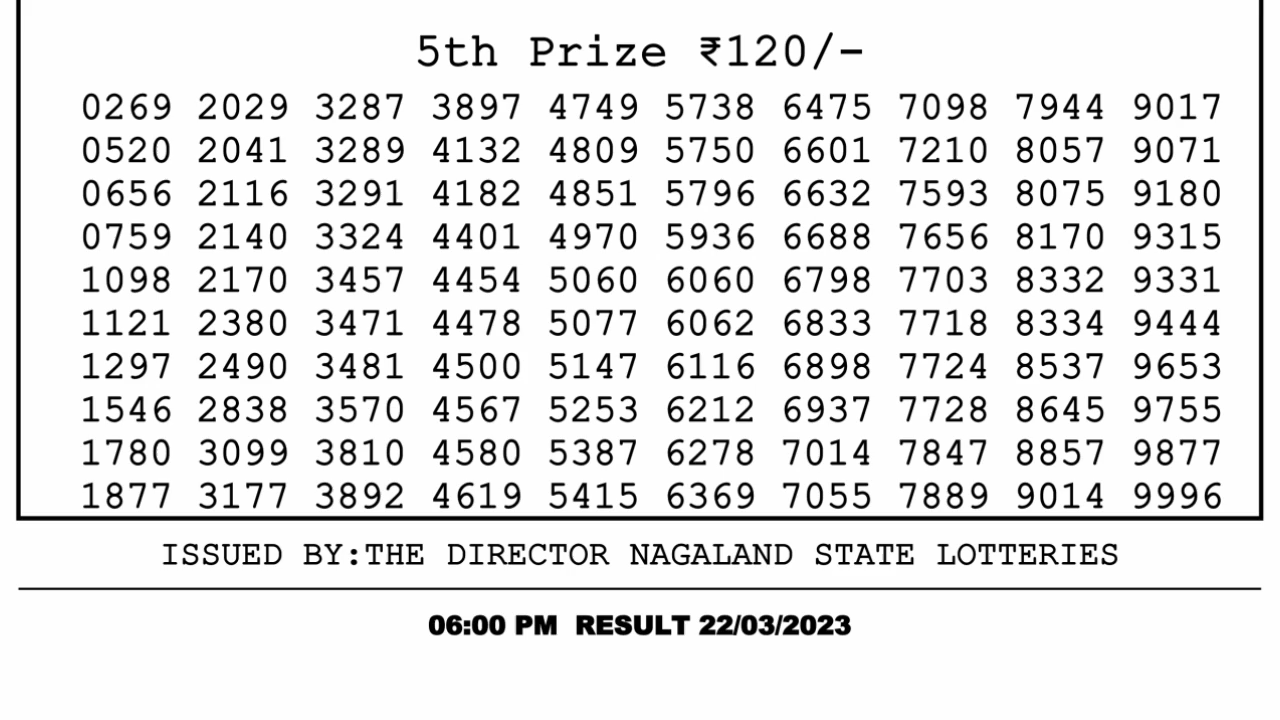 5th Prize ₹120/-
0269 2029 3287 3897 4749 5738 6475 7098 7944 9017
0520 2041 3289 4132 4809 5750 6601 7210 8057 9071
0656 2116 3291 4182 4851 5796 6632 7593 8075 9180
0759 2140 3324 4401 4970 5936 6688 7656 8170 9315
1098 2170 3457 4454 5060 6060 6798 7703 8332 9331
1121 2380 3471 4478 5077 6062 6833 7718 8334 9444
1297 2490 3481 4500 5147 6116 6898 7724 8537 9653
1546 2838 3570 4567 5253 6212 6937 7728 8645 9755
1780 3099 3810 4580 5387 6278 7014 7847 8857 9877
1877 3177 3892 4619 5415 6369 7055 7889 9014 9996
ISSUED BY:THE DIRECTOR NAGALAND STATE LOTTERIES
06:00 PM RESULT 22/03/2023